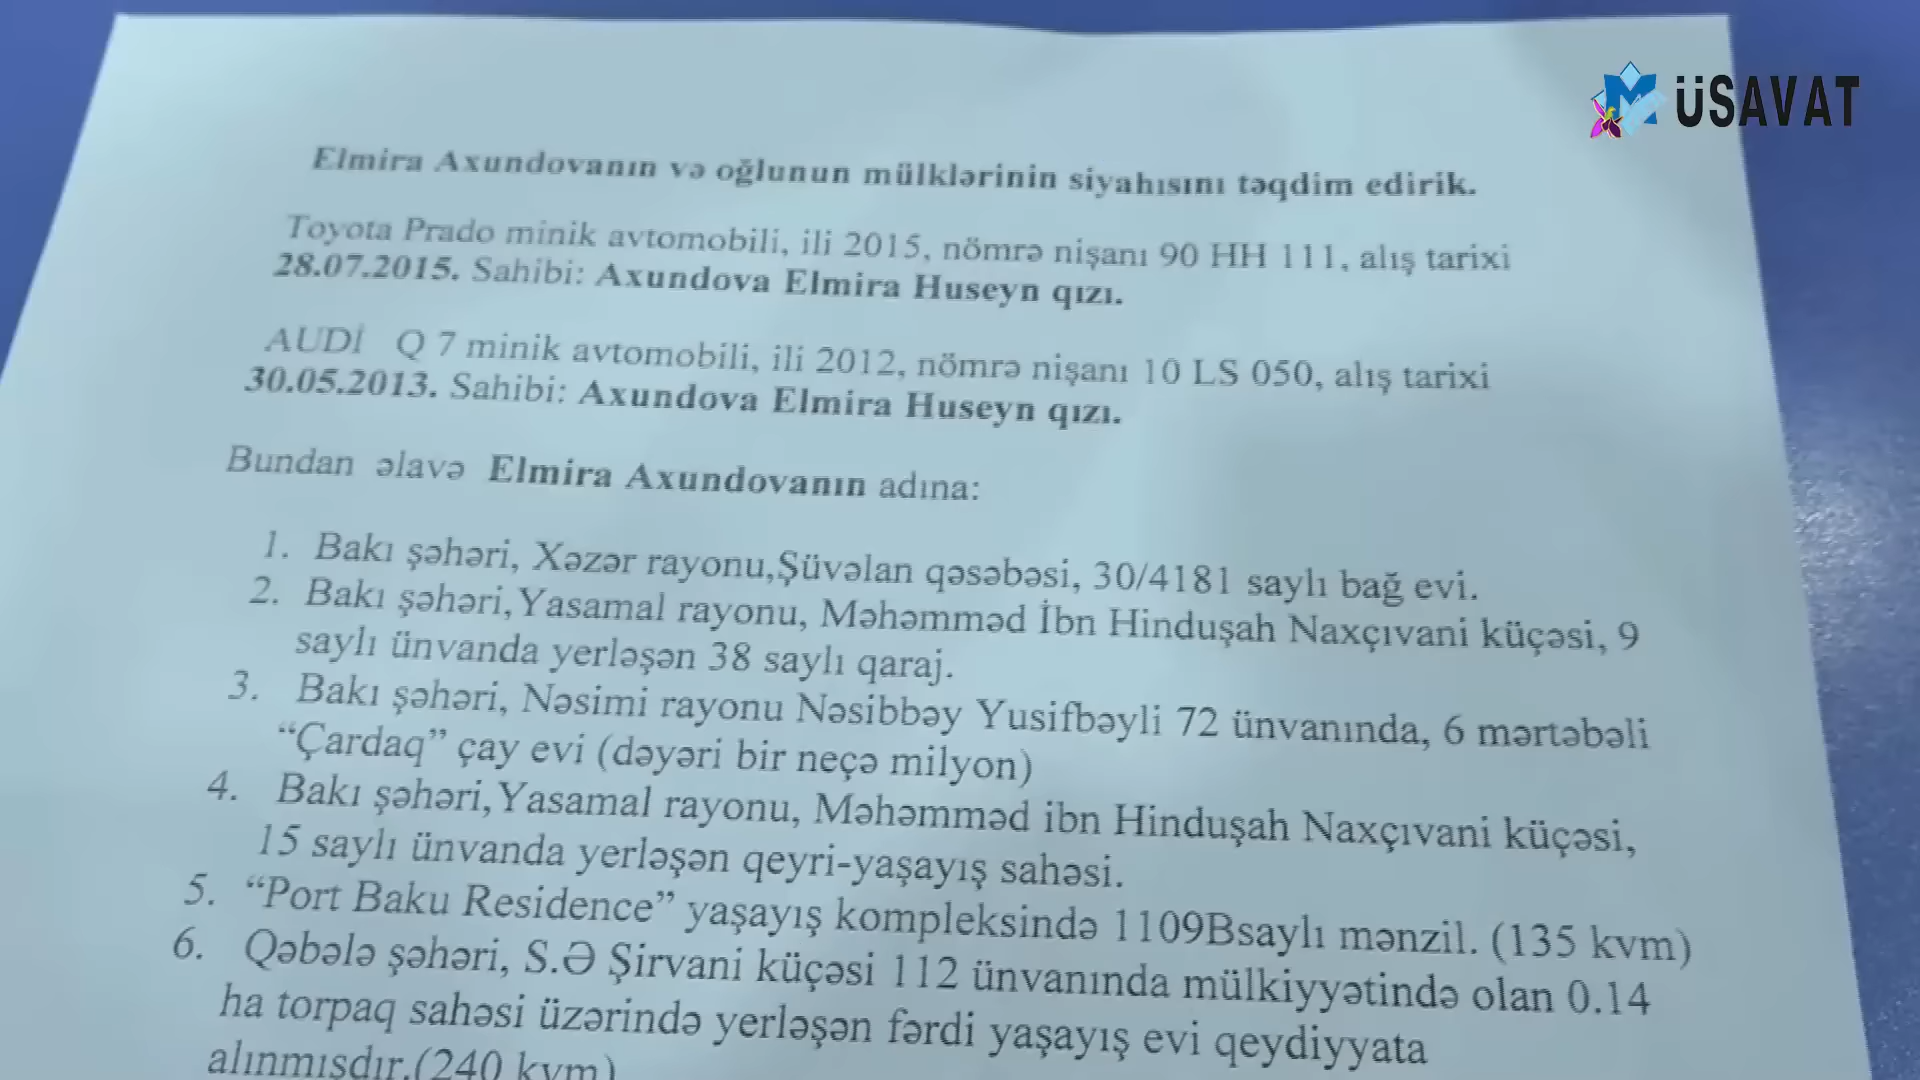 MÜSAVAT
Elmira Axundovanın və oğlunun mülklərinin siyahısını təqdim edirik.
Toyota Prado minik avtomobili, ili 2015, nömrə nişanı 90 HH 111, alış tarixi
28.07.2015. Sahibi: Axundova Elmira Huseyn qızı.
AUDİ Q 7 minik avtomobili, ili 2012, nömrə nişanı 10 LS 050, alış tarixi
30.05.2013. Sahibi: Axundova Elmira Huseyn qızı.
Bundan əlavə Elmira Axundovanın adına:
1. Bakı şəhəri, Xəzər rayonu,Şüvəlan qəsəbəsi, 30/4181 saylı bağ evi.
2. Bakı şəhəri, Yasamal rayonu, Məhəmməd İbn Hinduşah Naxçıvani küçəsi, 9
saylı ünvanda yerləşən 38 saylı qaraj.
3. Bakı şəhəri, Nəsimi rayonu Nəsibbəy Yusifbəyli 72 ünvanında, 6 mərtəbəli
“Çardaq” çay evi (dəyəri bir neçə milyon)
4. Bakı şəhəri, Yasamal rayonu, Məhəmməd ibn Hinduşah Naxçıvani küçəsi,
15 saylı ünvanda yerləşən qeyri-yaşayış sahəsi.
5. “Port Baku Residence” yaşayış kompleksində 1109Bsaylı mənzil. (135 kvm)
6. Qəbələ şəhəri, S.Ə Şirvani küçəsi 112 ünvanında mülkiyyətində olan 0.14
ha torpaq sahəsi üzərində yerləşən fərdi yaşayış evi qeydiyyata
alınmışdır.(240 kvm)